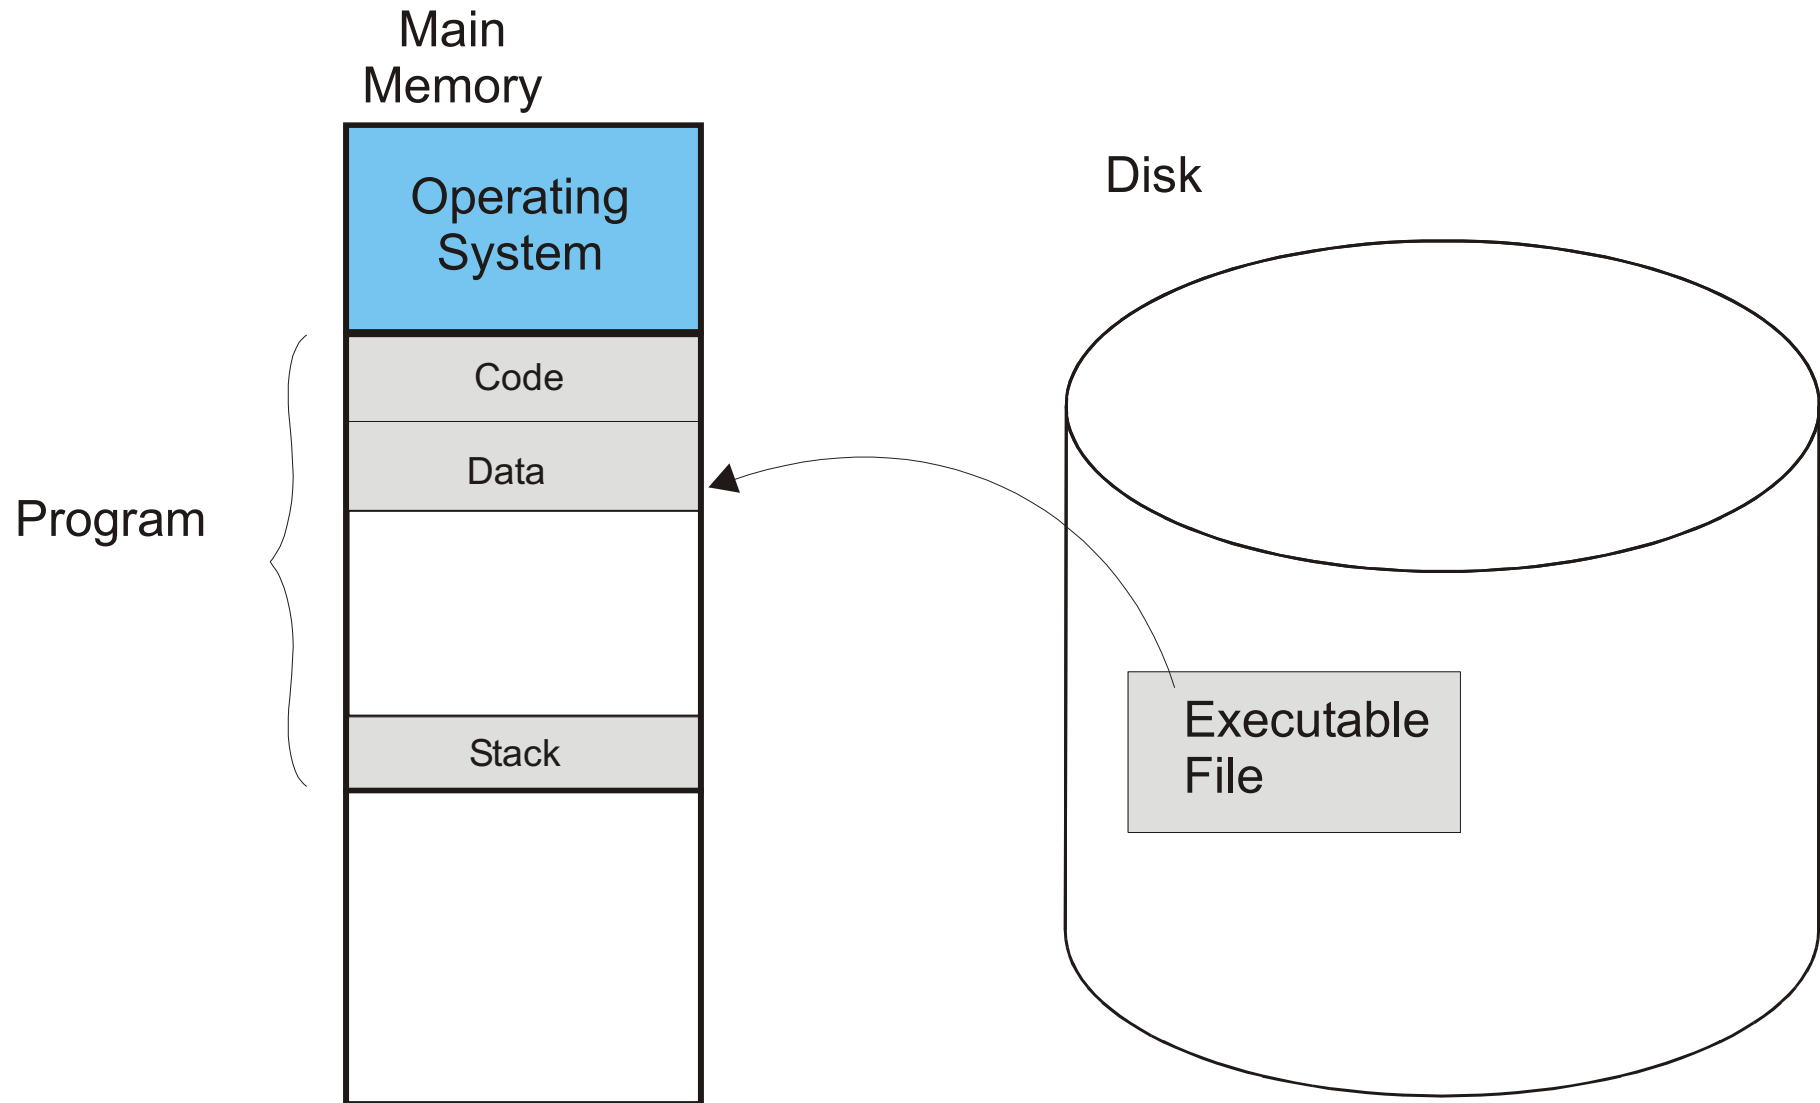 Main
Memory
Operating
System
Code
Data
Stack
Program
Disk
Executable
File